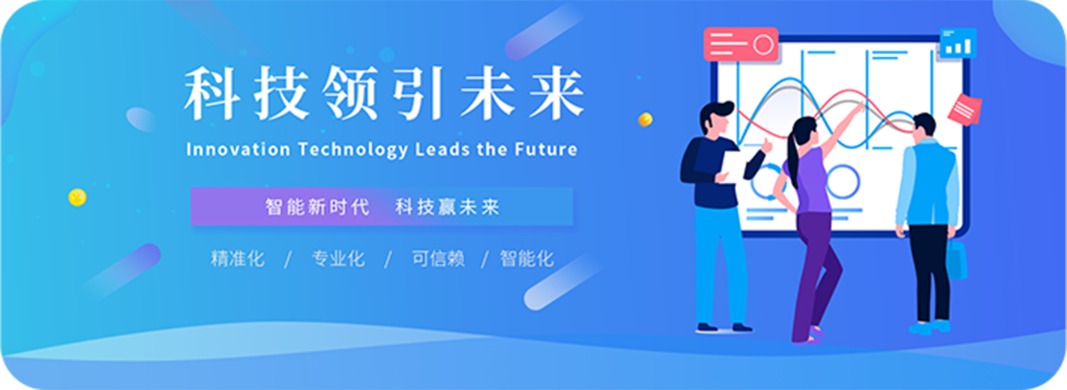 科技领引未来
Innovation Technology Leads the Future
智能新时代 科技赢未来
精准化 / 专业化 / 可信赖 / 智能化